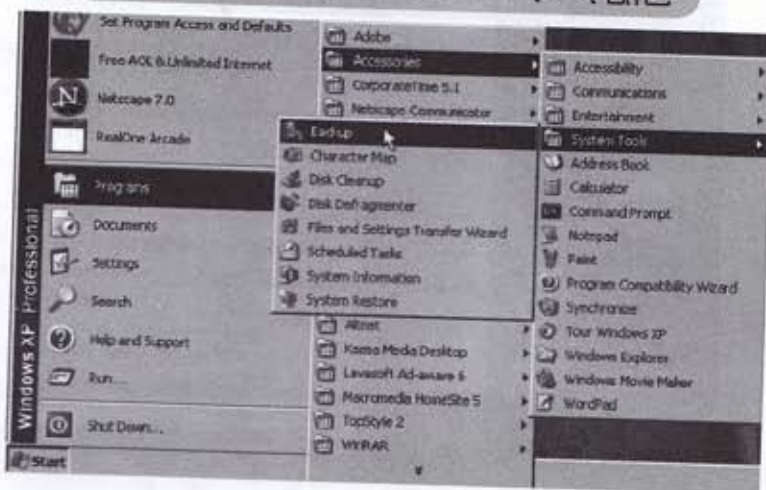 Set Program Access and Defaults
Free AOL & Unlimited Internet
Netscape 7.0
RealOne Arcade
Programs
Documents
Settings
Search
Help and Support
Run...
Shut Down...
Windows XP Professional
Start
Adobe
Accessories
CorporateTime 5.1
Netscape Communicator
Altnet
Kazaa Media Desktop
Lavasoft Ad-aware 6
Macromedia HomeSite 5
TopStyle 2
WinRAR
Accessibility
Communications
Entertainment
System Tools
Address Book
Calculator
Command Prompt
Notepad
Paint
Program Compatibility Wizard
Synchronize
Tour Windows XP
Windows Explorer
Windows Movie Maker
WordPad
Backup
Character Map
Disk Cleanup
Disk Defragmenter
Files and Settings Transfer Wizard
Scheduled Tasks
System Information
System Restore